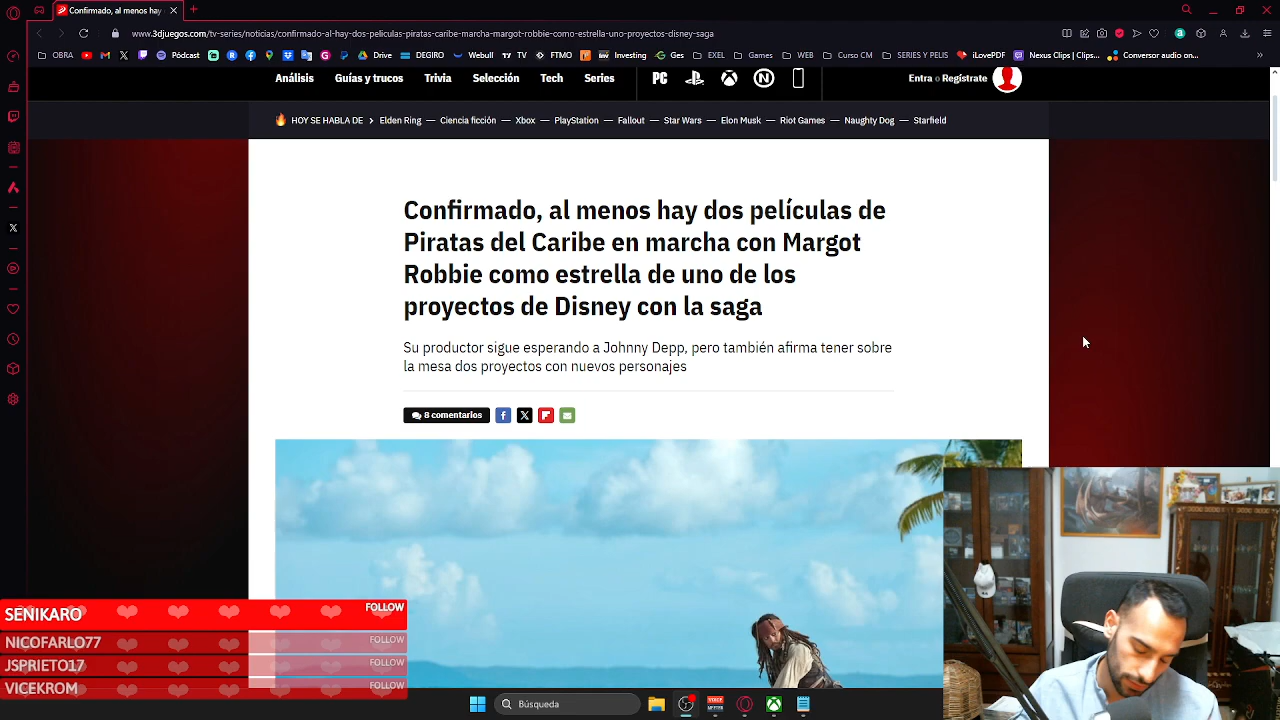 Confirmado, al menos hay
www.3djuegos.com/tv-series/noticias/confirmado-al-hay-dos-peliculas-piratas-caribe-marcha-margot-robbie-como-estrella-uno-proyectos-disney-saga
OBRA
Pódcast
Drive
DEGIRO
Webull
TV
FTMO
Investing
Ges
EXEL
Games
WEB
Curso CM
SERIES Y PELIS
iLovePDF
Nexus Clips | Clips...
Conversor audio on...
Análisis
Guías y trucos
Trivia
Selección
Tech
Series
PC
Entra o Regístrate
HOY SE HABLA DE > Elden Ring — Ciencia ficción — Xbox — PlayStation — Fallout — Star Wars — Elon Musk — Riot Games — Naughty Dog — Starfield
Confirmado, al menos hay dos películas de
Piratas del Caribe en marcha con Margot
Robbie como estrella de uno de los
proyectos de Disney con la saga
Su productor sigue esperando a Johnny Depp, pero también afirma tener sobre
la mesa dos proyectos con nuevos personajes
8 comentarios
SENIKARO FOLLOW
NICOFARLO77 FOLLOW
JSPRIETO17 FOLLOW
VICEKROM FOLLOW
Búsqueda